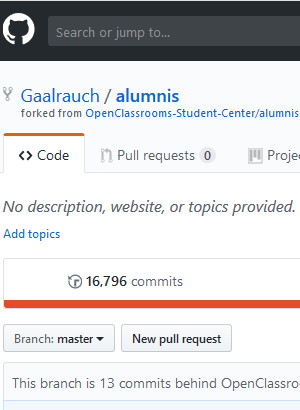 Search or jump to...
Gaalrauch / alumnis
forked from OpenClassrooms-Student-Center/alumnis
Code Pull requests 0
No description, website, or topics provided.
Add topics
16,796 commits
Branch: master New pull request
This branch is 13 commits behind